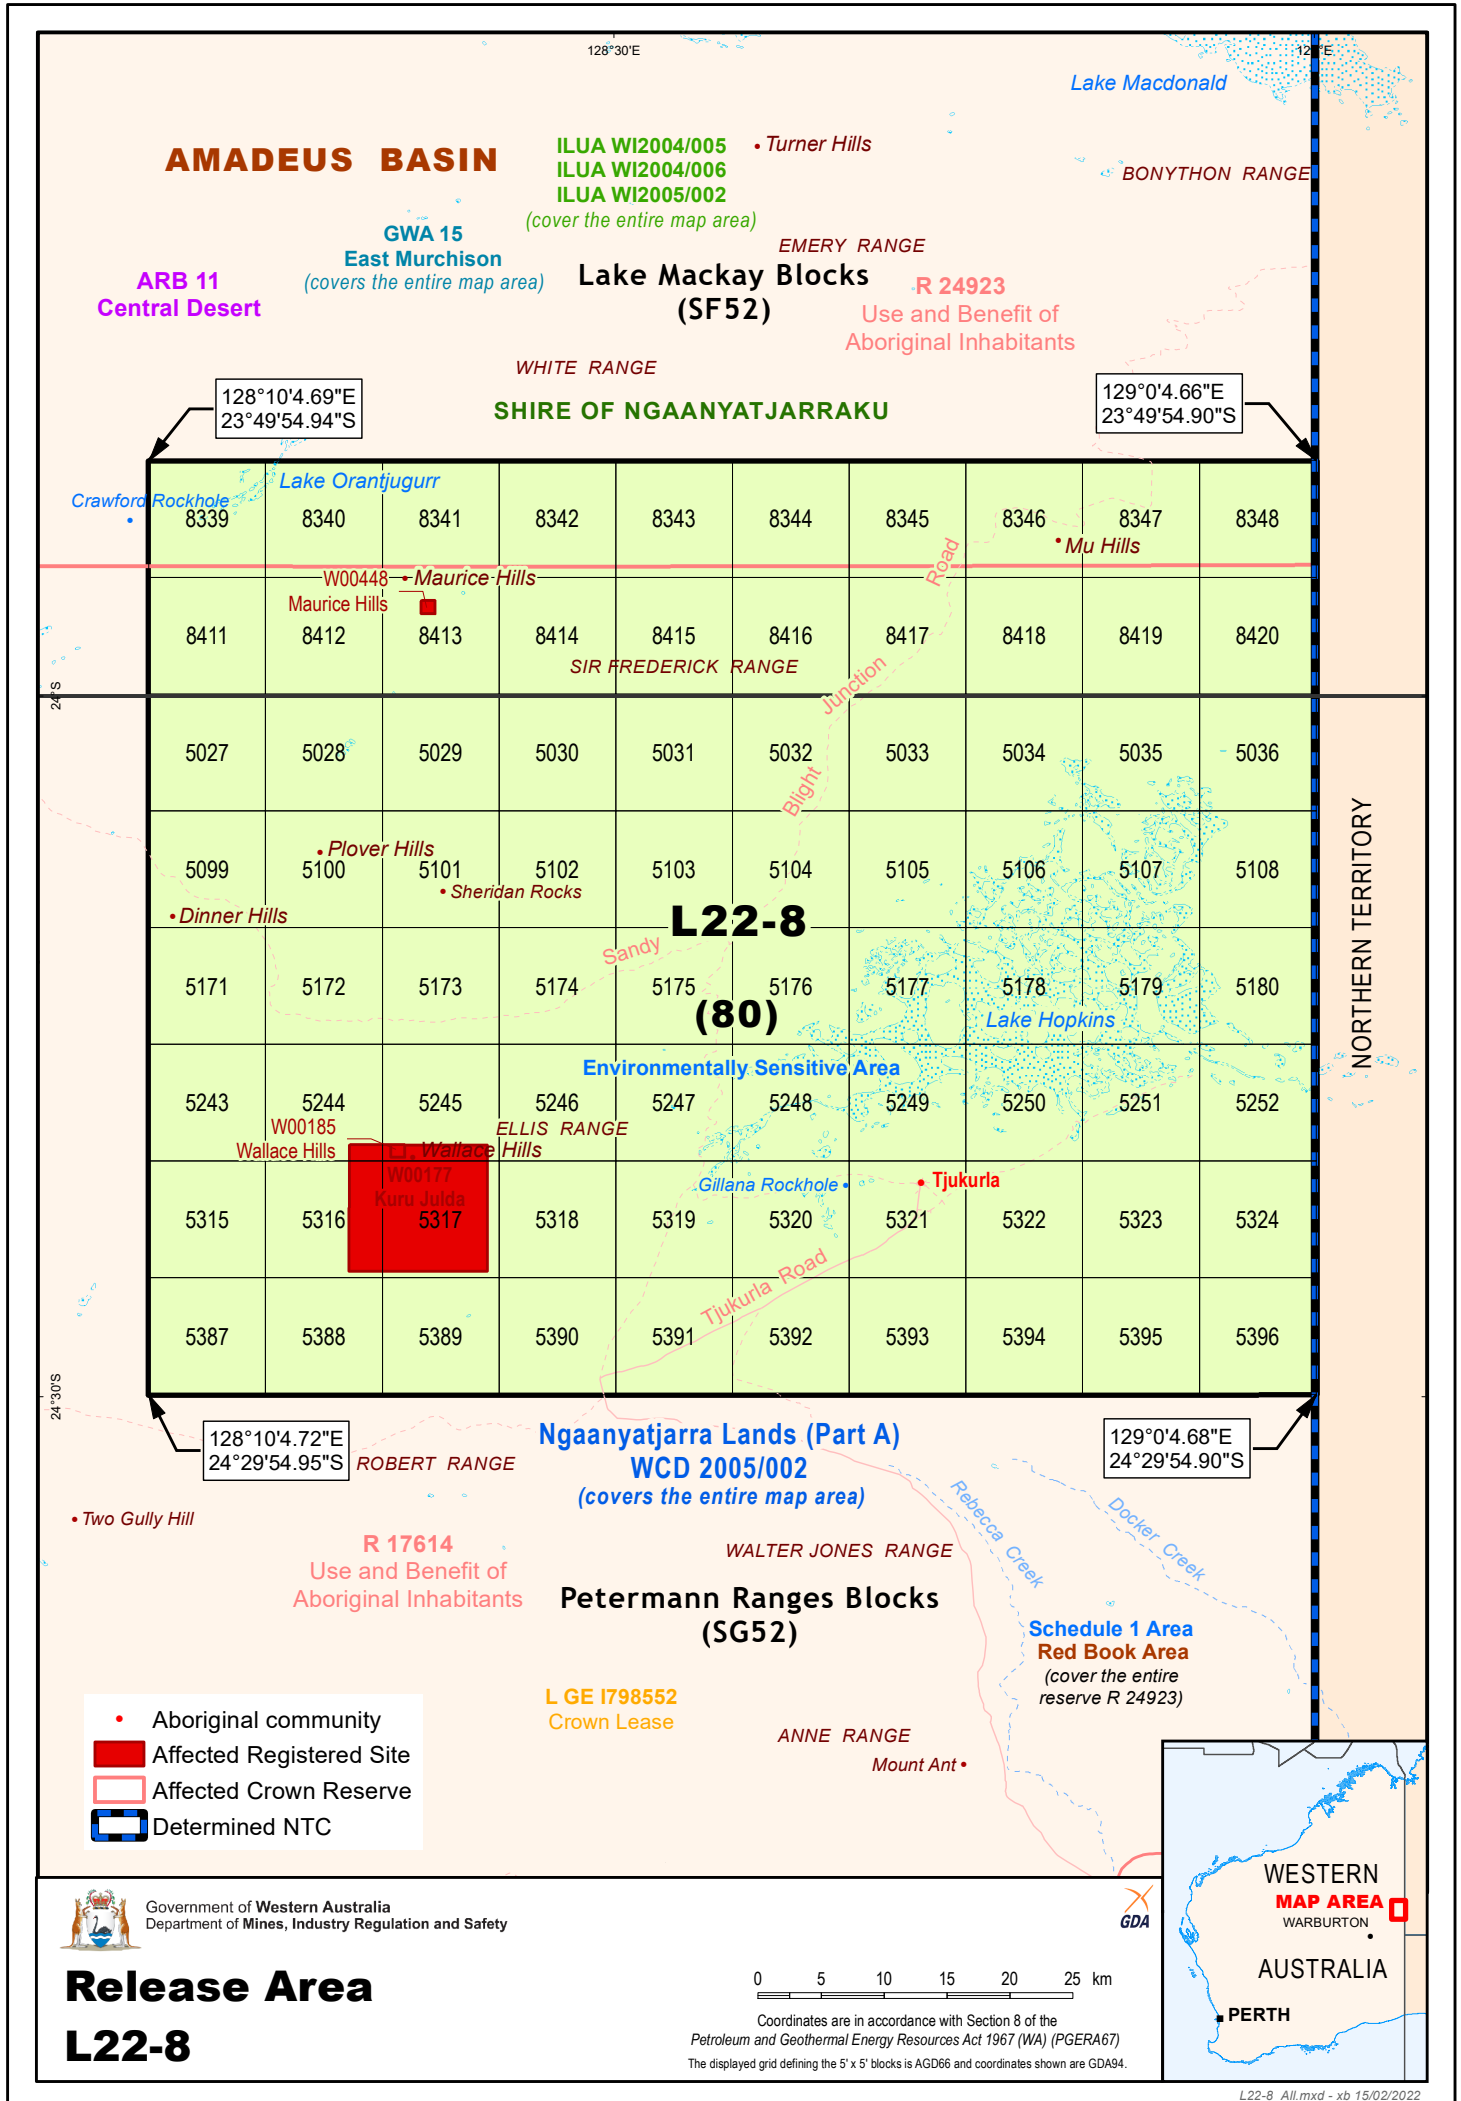 128°30'E
Lake Macdonald
AMADEUS BASIN
ILUA WI2004/005
ILUA WI2004/006
ILUA WI2005/002
(cover the entire map area)
Turner Hills
BONYTHON RANGE
GWA 15
East Murchison
(covers the entire map area)
EMERY RANGE
ARB 11
Central Desert
Lake Mackay Blocks
(SF52)
R 24923
Use and Benefit of
Aboriginal Inhabitants
WHITE RANGE
128°10'4.69"E
23°49'54.94"S
SHIRE OF NGAANYATJARRAKU
129°0'4.66"E
23°49'54.90"S
Lake Orantjugurr
Crawford Rockhole
8339 8340 8341 8342 8343 8344 8345 8346 8347 8348
Mu Hills
Road
W00448
Maurice Hills
Maurice Hills
8411 8412 8413 8414 8415 8416 8417 8418 8419 8420
SIR FREDERICK RANGE
Junction
24°S
5027 5028 5029 5030 5031 5032 5033 5034 5035 5036
Blight
Plover Hills
5099 5100 5101 5102 5103 5104 5105 5106 5107 5108
Sheridan Rocks
Dinner Hills
L22-8
NORTHERN TERRITORY
Sandy
5171 5172 5173 5174 5175 5176 5177 5178 5179 5180
(80)
Lake Hopkins
Environmentally Sensitive Area
5243 5244 5245 5246 5247 5248 5249 5250 5251 5252
W00185
Wallace Hills
ELLIS RANGE
Wallace Hills
W00177
Kuru Julda
Gillana Rockhole
Tjukurla
5315 5316 5317 5318 5319 5320 5321 5322 5323 5324
Tjukurla Road
5387 5388 5389 5390 5391 5392 5393 5394 5395 5396
24°30'S
128°10'4.72"E
24°29'54.95"S
ROBERT RANGE
Ngaanyatjarra Lands (Part A)
WCD 2005/002
(covers the entire map area)
129°0'4.68"E
24°29'54.90"S
Rebecca Creek
Docker Creek
Two Gully Hill
R 17614
Use and Benefit of
Aboriginal Inhabitants
WALTER JONES RANGE
Petermann Ranges Blocks
(SG52)
Schedule 1 Area
Red Book Area
(cover the entire
reserve R 24923)
L GE I798552
Crown Lease
ANNE RANGE
Mount Ant
Aboriginal community
Affected Registered Site
Affected Crown Reserve
Determined NTC
WESTERN
MAP AREA
WARBURTON
AUSTRALIA
PERTH
Government of Western Australia
Department of Mines, Industry Regulation and Safety
GDA
Release Area
L22-8
0 5 10 15 20 25 km
Coordinates are in accordance with Section 8 of the
Petroleum and Geothermal Energy Resources Act 1967 (WA) (PGERA67)
The displayed grid defining the 5' x 5' blocks is AGD66 and coordinates shown are GDA94.
L22-8_All.mxd - xb 15/02/2022